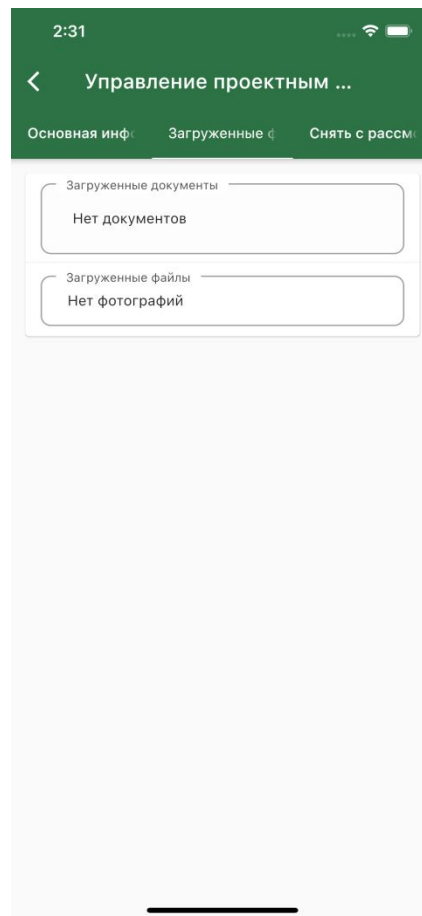 2:31
Управление проектным ...
Основная инф
Загруженные ф
Снять с рассм
Загруженные документы
Нет документов
Загруженные файлы
Нет фотографий